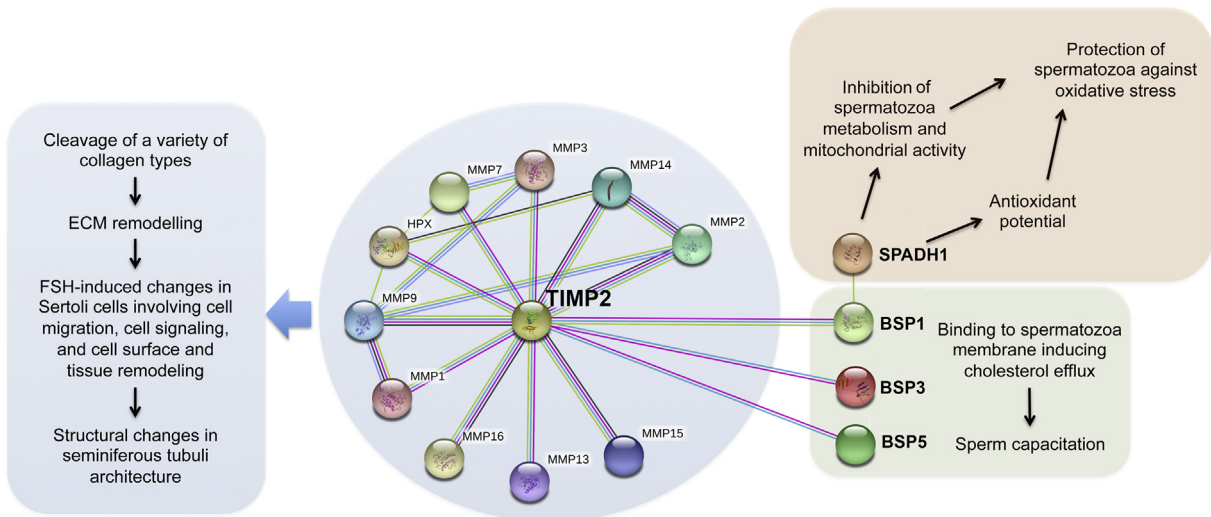 Cleavage of a variety of
collagen types
ECM remodelling
FSH-induced changes in
Sertoli cells involving cell
migration, cell signaling,
and cell surface and
tissue remodeling
Structural changes in
seminiferous tubuli
architecture
MMP3
MMP7
MMP14
HPX
MMP2
MMP9
TIMP2
MMP1
MMP16
MMP15
MMP13
Protection of
spermatozoa against
oxidative stress
Inhibition of
spermatozoa
metabolism and
mitochondrial activity
Antioxidant
potential
SPADH1
BSP1
BSP3
BSP5
Binding to spermatozoa
membrane inducing
cholesterol efflux
Sperm capacitation